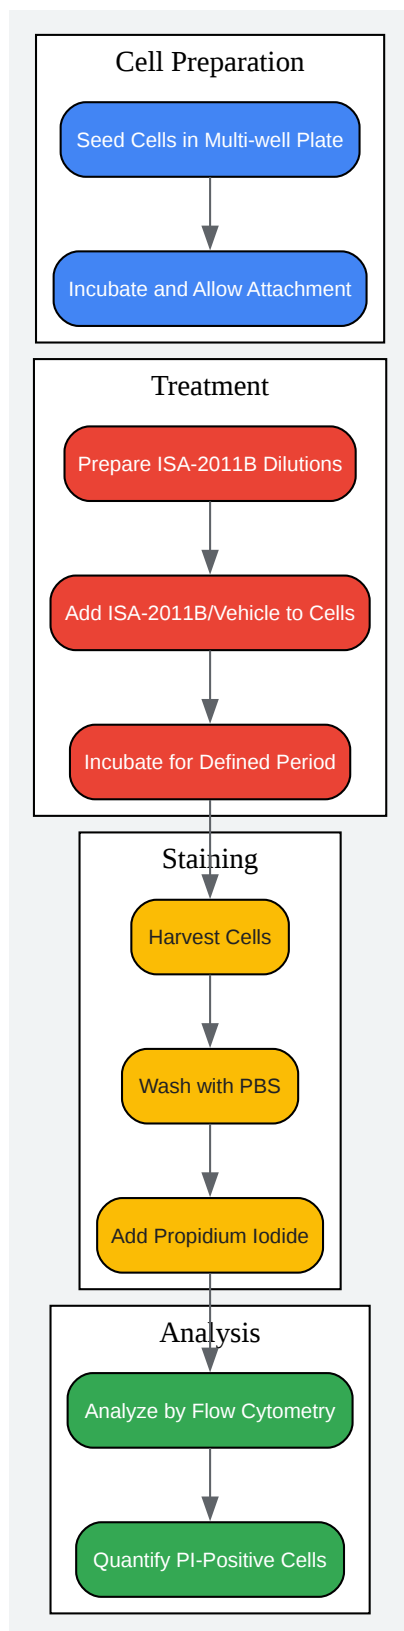 Cell Preparation
Seed Cells in Multi-well Plate
Incubate and Allow Attachment
Treatment
Prepare ISA-2011B Dilutions
Add ISA-2011B/Vehicle to Cells
Incubate for Defined Period
Staining
Harvest Cells
Wash with PBS
Add Propidium Iodide
Analysis
Analyze by Flow Cytometry
Quantify PI-Positive Cells